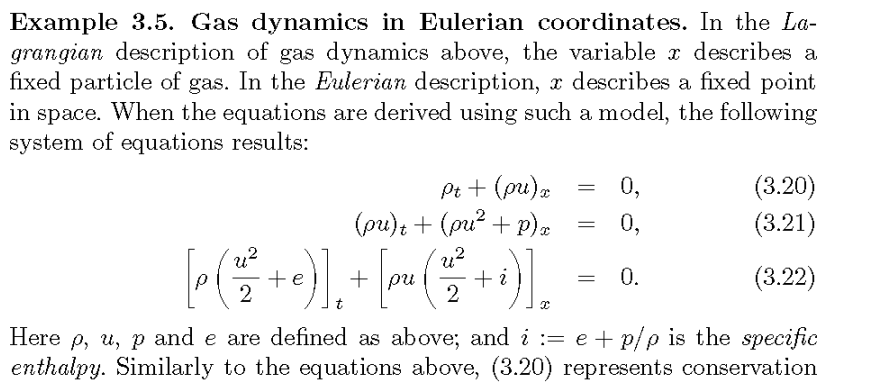 Example 3.5. Gas dynamics in Eulerian coordinates. In the La-
grangian description of gas dynamics above, the variable x describes a
fixed particle of gas. In the Eulerian description, x describes a fixed point
in space. When the equations are derived using such a model, the following
system of equations results:
ρ_t + (ρu)_x = 0, (3.20)
(ρu)_t + (ρu² + p)_x = 0, (3.21)
[ρ(u²/2 + e)]_t + [ρu(u²/2 + i)]_x = 0. (3.22)
Here ρ, u, p and e are defined as above; and i := e + p/ρ is the specific
enthalpy. Similarly to the equations above, (3.20) represents conservation